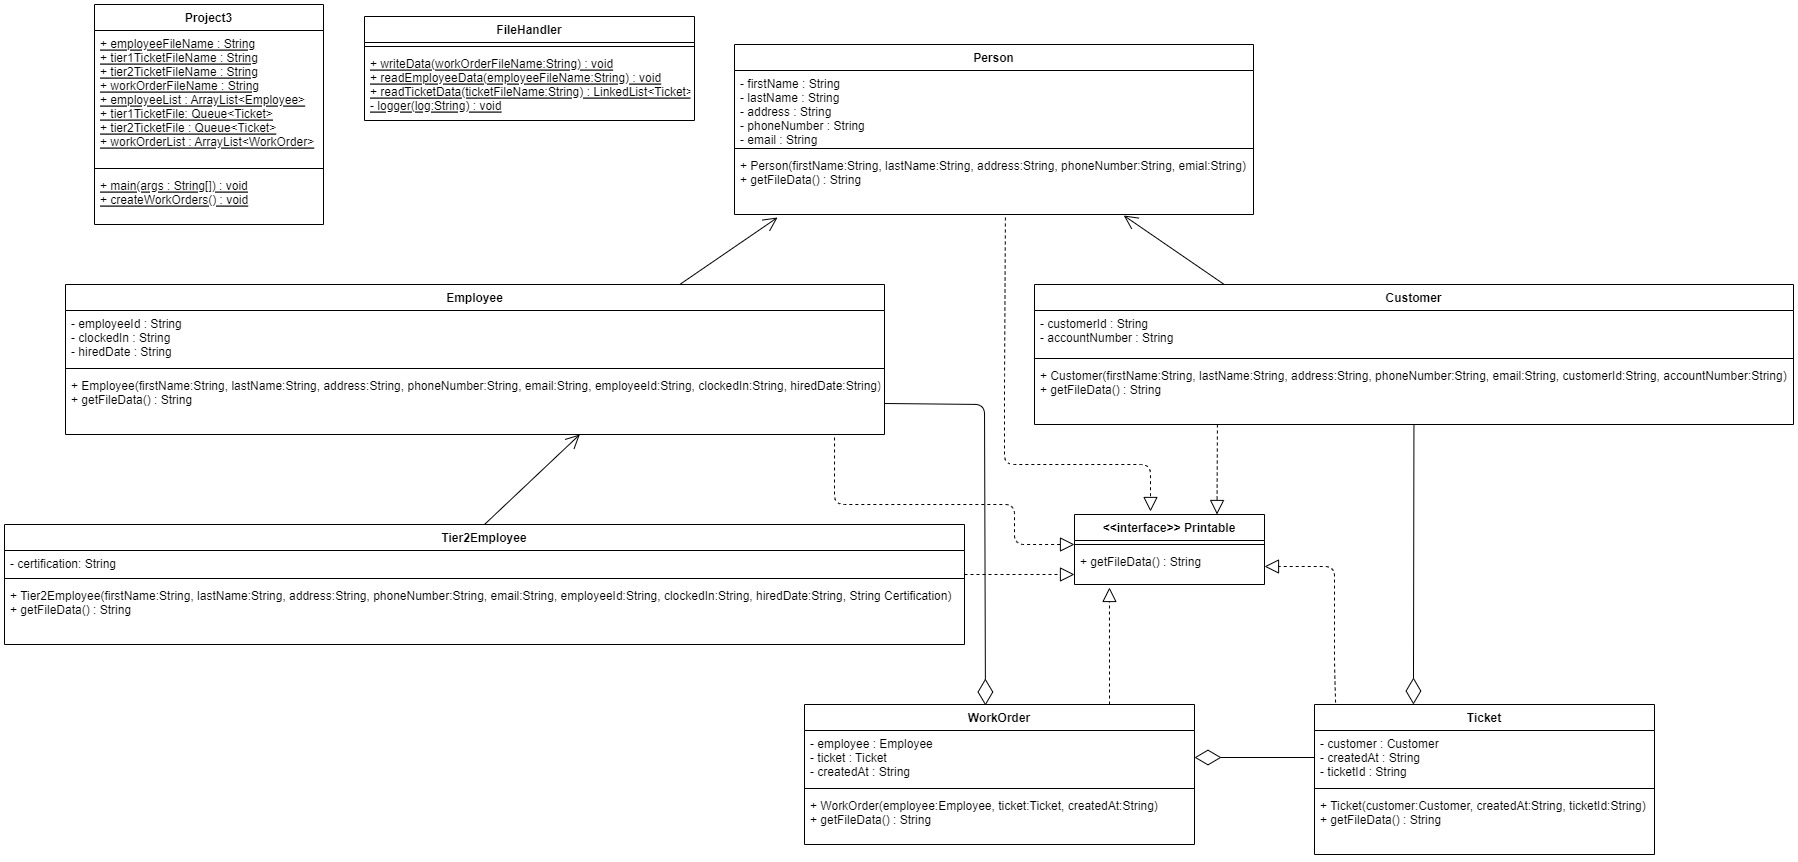 Project3
+ employeeFileName : String
+ tier1TicketFileName : String
+ tier2TicketFileName : String
+ workOrderFileName : String
+ employeeList : ArrayList<Employee>
+ tier1TicketFile: Queue<Ticket>
+ tier2TicketFile : Queue<Ticket>
+ workOrderList : ArrayList<WorkOrder>
+ main(args : String[]) : void
+ createWorkOrders() : void
FileHandler
+ writeData(workOrderFileName:String) : void
+ readEmployeeData(employeeFileName:String) : void
+ readTicketData(ticketFileName:String) : LinkedList<Ticket>
- logger(log:String) : void
Person
- firstName : String
- lastName : String
- address : String
- phoneNumber : String
- email : String
+ Person(firstName:String, lastName:String, address:String, phoneNumber:String, emial:String)
+ getFileData() : String
Employee
- employeeId : String
- clockedIn : String
- hiredDate : String
+ Employee(firstName:String, lastName:String, address:String, phoneNumber:String, email:String, employeeId:String, clockedIn:String, hiredDate:String)
+ getFileData() : String
Customer
- customerId : String
- accountNumber : String
+ Customer(firstName:String, lastName:String, address:String, phoneNumber:String, email:String, customerId:String, accountNumber:String)
+ getFileData() : String
Tier2Employee
- certification: String
+ Tier2Employee(firstName:String, lastName:String, address:String, phoneNumber:String, email:String, employeeId:String, clockedIn:String, hiredDate:String, String Certification)
+ getFileData() : String
<<interface>> Printable
+ getFileData() : String
WorkOrder
- employee : Employee
- ticket : Ticket
- createdAt : String
+ WorkOrder(employee:Employee, ticket:Ticket, createdAt:String)
+ getFileData() : String
Ticket
- customer : Customer
- createdAt : String
- ticketId : String
+ Ticket(customer:Customer, createdAt:String, ticketId:String)
+ getFileData() : String